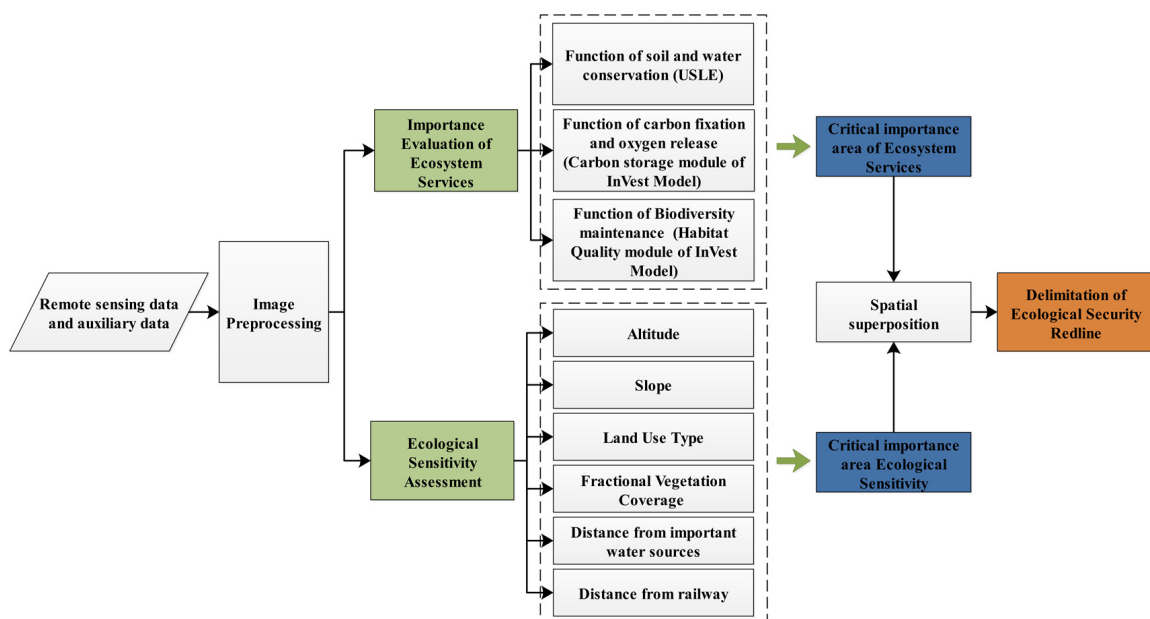 Remote sensing data
and auxiliary data
Image
Preprocessing
Importance
Evaluation of
Ecosystem
Services
Function of soil and water
conservation (USLE)
Function of carbon fixation
and oxygen release
(Carbon storage module of
InVest Model)
Function of Biodiversity
maintenance (Habitat
Quality module of InVest
Model)
Critical importance
area of Ecosystem
Services
Ecological
Sensitivity
Assessment
Altitude
Slope
Land Use Type
Fractional Vegetation
Coverage
Distance from important
water sources
Distance from railway
Critical importance
area Ecological
Sensitivity
Spatial
superposition
Delimitation of
Ecological Security
Redline